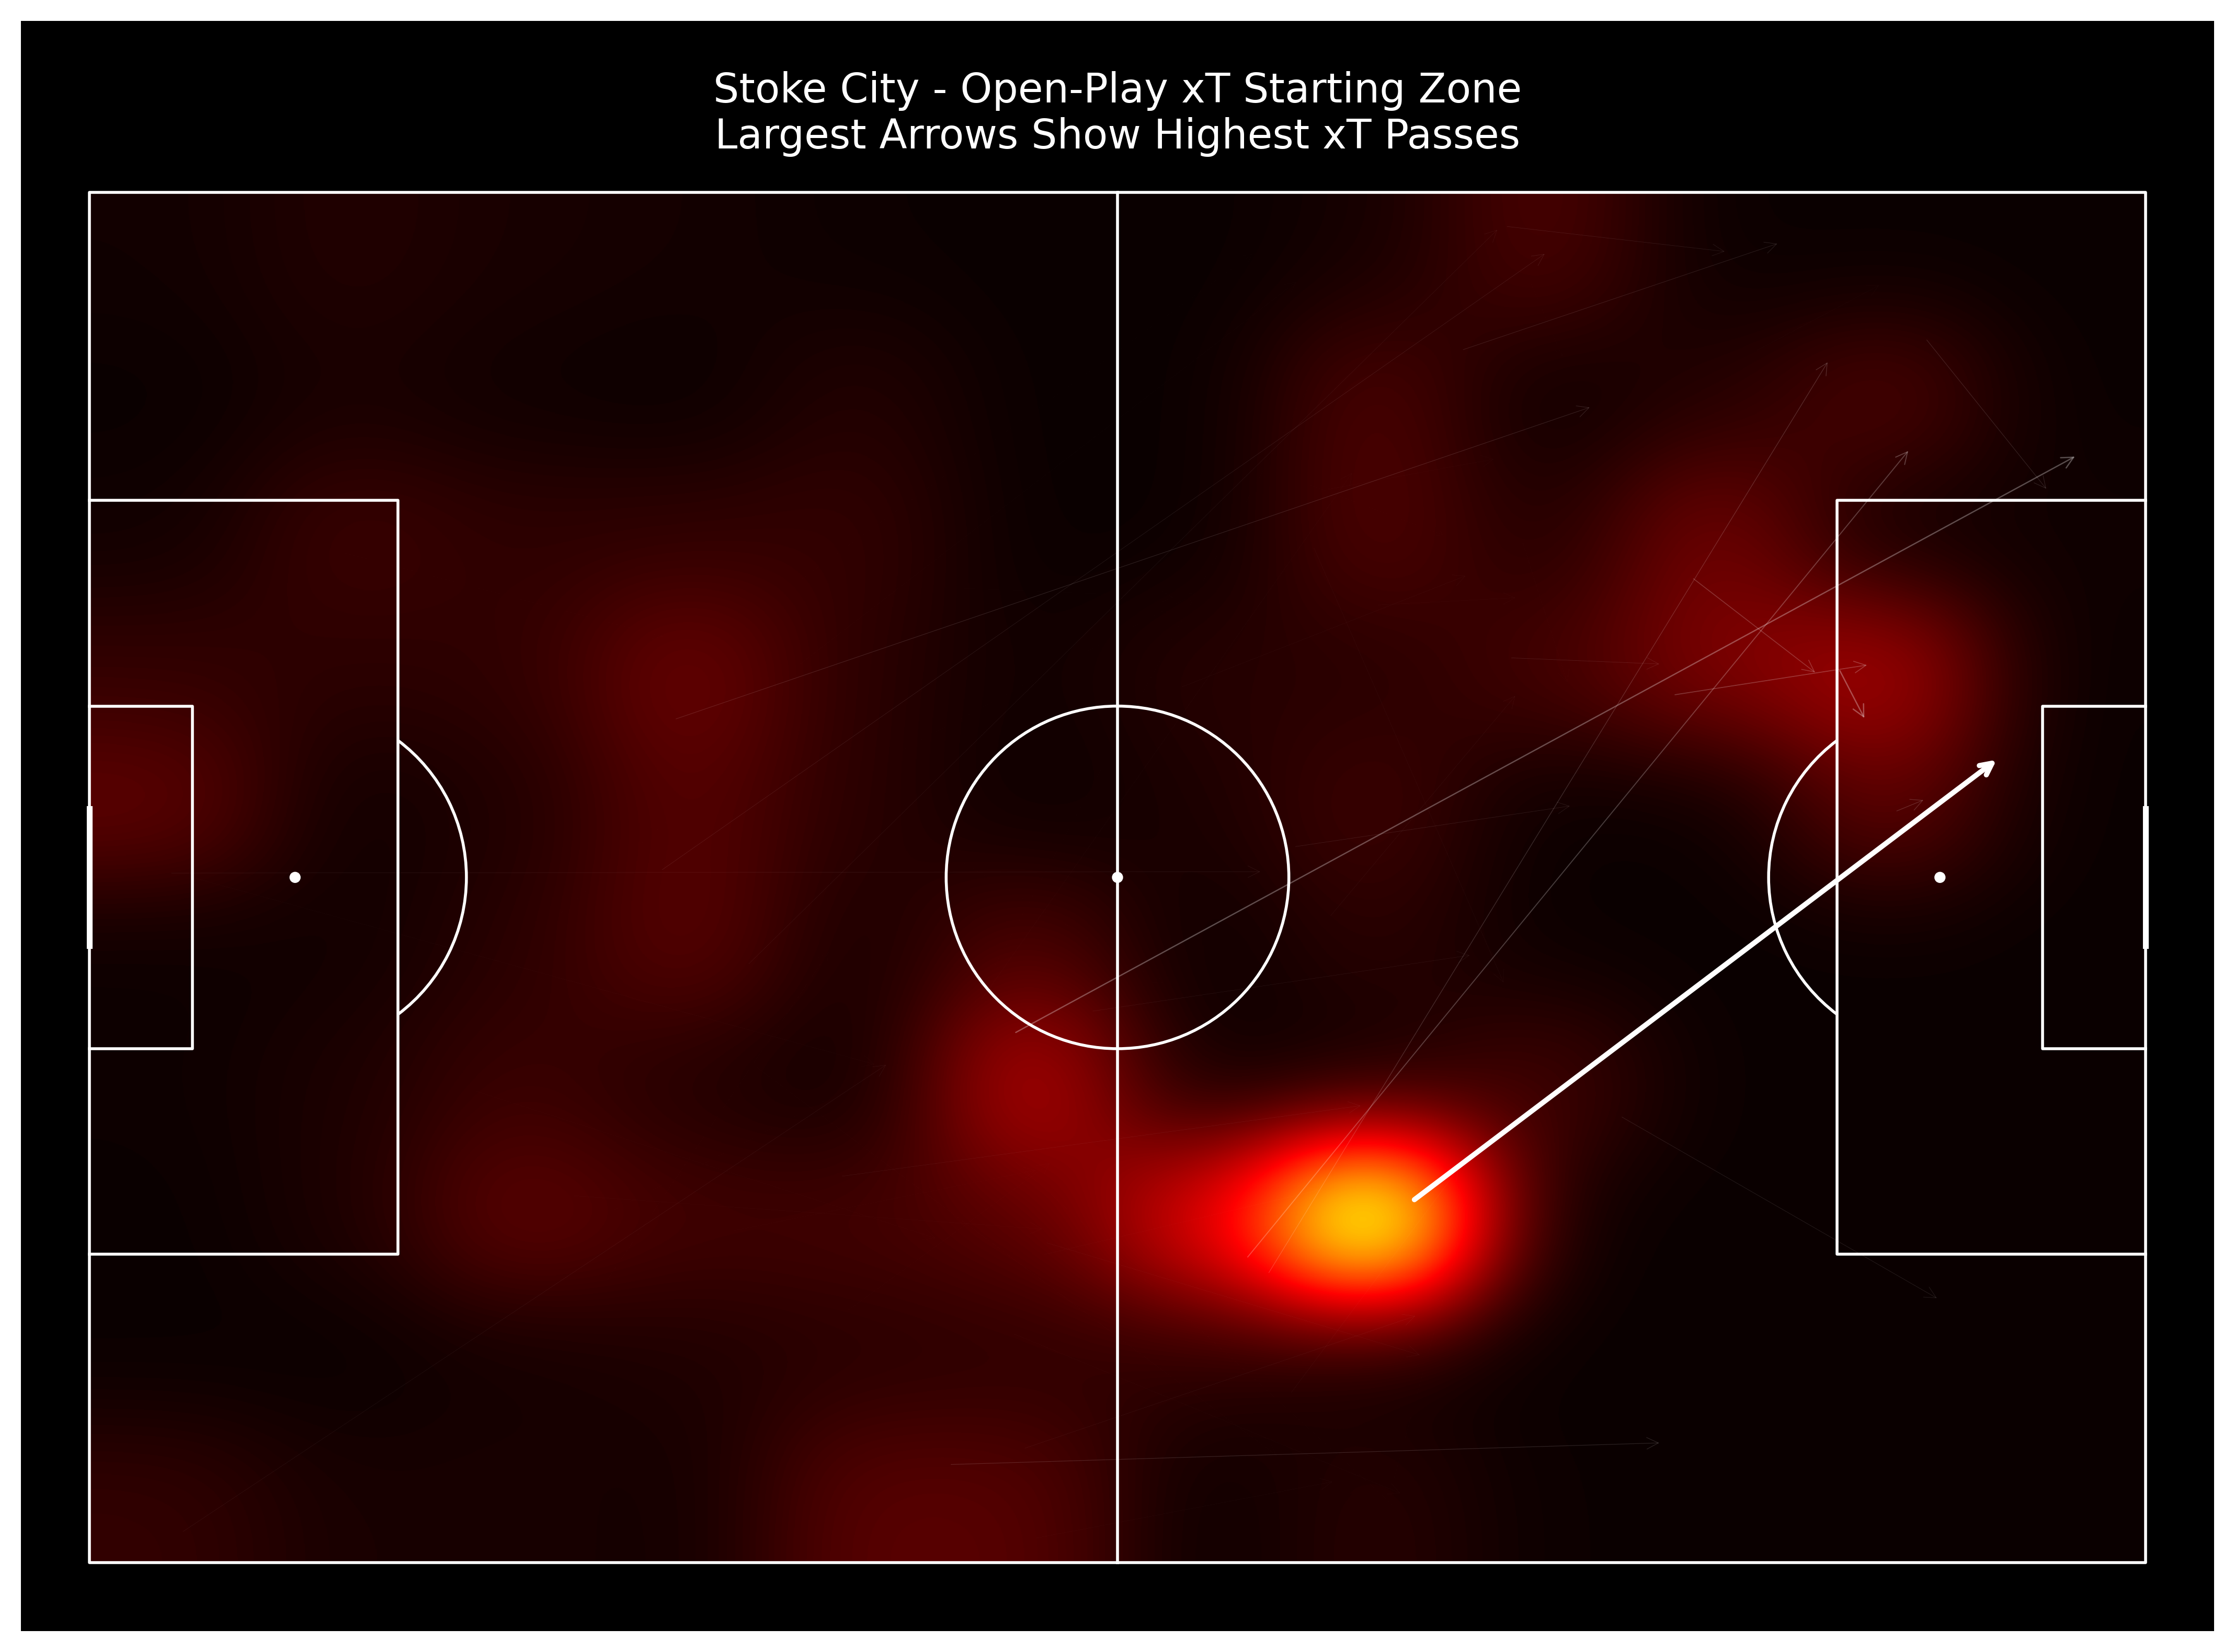 Stoke City - Open-Play xT Starting Zone
Largest Arrows Show Highest xT Passes